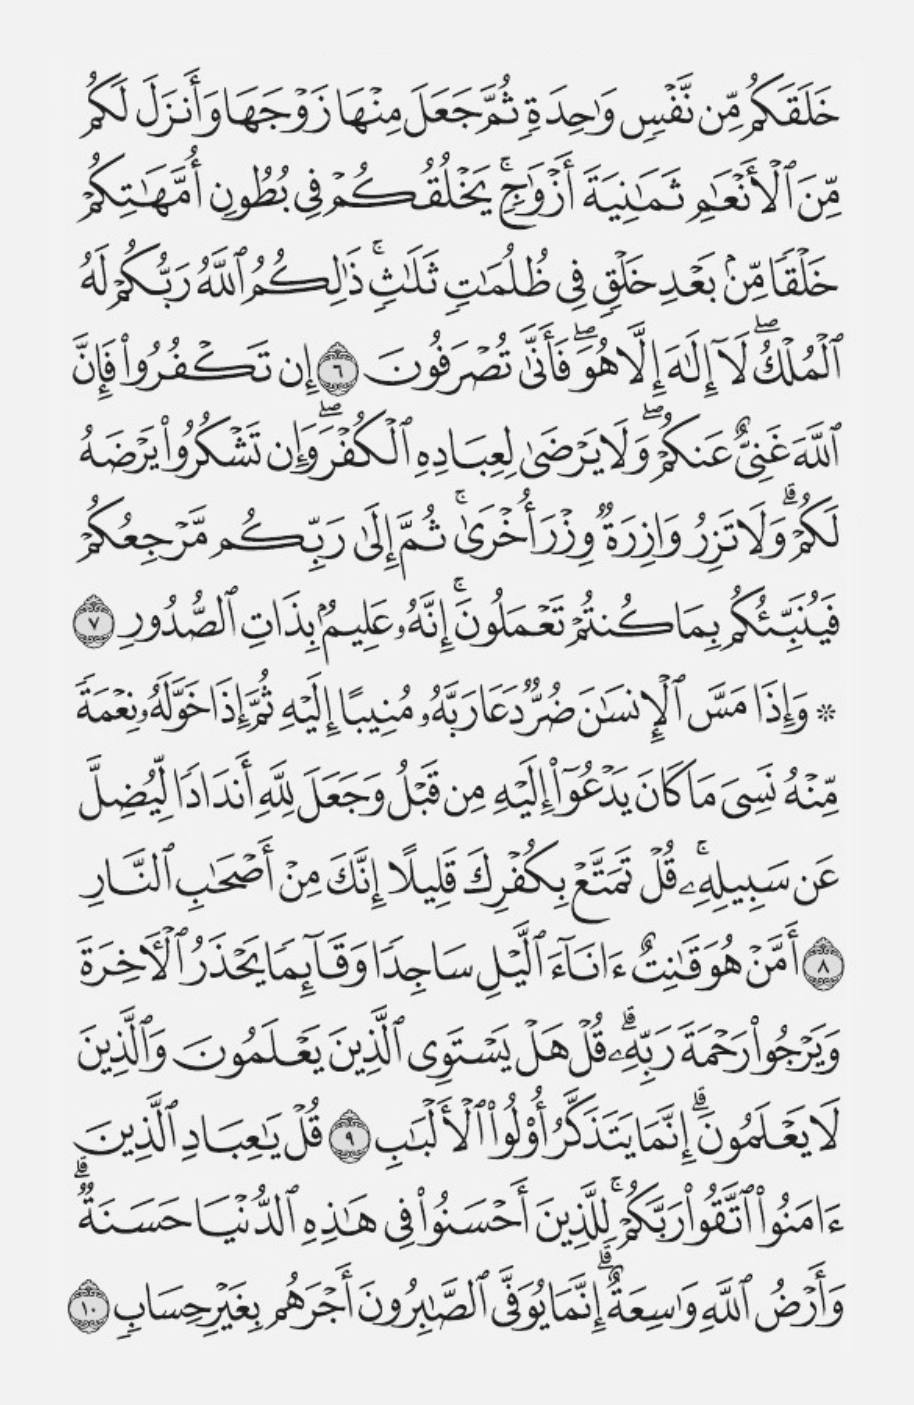 خَلَقَكُم مِّن نَّفْسٍ وَٰحِدَةٍ ثُمَّ جَعَلَ مِنْهَا زَوْجَهَا وَأَنزَلَ لَكُم
مِّنَ ٱلْأَنْعَٰمِ ثَمَٰنِيَةَ أَزْوَٰجٍ ۚ يَخْلُقُكُمْ فِى بُطُونِ أُمَّهَٰتِكُمْ
خَلْقًا مِّنۢ بَعْدِ خَلْقٍ فِى ظُلُمَٰتٍ ثَلَٰثٍ ۚ ذَٰلِكُمُ ٱللَّهُ رَبُّكُمْ لَهُ
ٱلْمُلْكُ ۖ لَآ إِلَٰهَ إِلَّا هُوَ ۖ فَأَنَّىٰ تُصْرَفُونَ ٦ إِن تَكْفُرُوا۟ فَإِنَّ
ٱللَّهَ غَنِىٌّ عَنكُمْ ۖ وَلَا يَرْضَىٰ لِعِبَادِهِ ٱلْكُفْرَ ۖ وَإِن تَشْكُرُوا۟ يَرْضَهُ
لَكُمْ ۗ وَلَا تَزِرُ وَازِرَةٌ وِزْرَ أُخْرَىٰ ۚ ثُمَّ إِلَىٰ رَبِّكُم مَّرْجِعُكُمْ
فَيُنَبِّئُكُم بِمَا كُنتُمْ تَعْمَلُونَ ۚ إِنَّهُۥ عَلِيمٌۢ بِذَاتِ ٱلصُّدُورِ ٧
۞ وَإِذَا مَسَّ ٱلْإِنسَٰنَ ضُرٌّ دَعَا رَبَّهُۥ مُنِيبًا إِلَيْهِ ثُمَّ إِذَا خَوَّلَهُۥ نِعْمَةً
مِّنْهُ نَسِىَ مَا كَانَ يَدْعُوٓا۟ إِلَيْهِ مِن قَبْلُ وَجَعَلَ لِلَّهِ أَندَادًا لِّيُضِلَّ
عَن سَبِيلِهِۦ ۚ قُلْ تَمَتَّعْ بِكُفْرِكَ قَلِيلًا إِنَّكَ مِنْ أَصْحَٰبِ ٱلنَّارِ
٨ أَمَّنْ هُوَ قَٰنِتٌ ءَانَآءَ ٱلَّيْلِ سَاجِدًا وَقَآئِمًا يَحْذَرُ ٱلْءَاخِرَةَ
وَيَرْجُوا۟ رَحْمَةَ رَبِّهِۦ ۗ قُلْ هَلْ يَسْتَوِى ٱلَّذِينَ يَعْلَمُونَ وَٱلَّذِينَ
لَا يَعْلَمُونَ ۗ إِنَّمَا يَتَذَكَّرُ أُو۟لُوا۟ ٱلْأَلْبَٰبِ ٩ قُلْ يَٰعِبَادِ ٱلَّذِينَ
ءَامَنُوا۟ ٱتَّقُوا۟ رَبَّكُمْ ۚ لِلَّذِينَ أَحْسَنُوا۟ فِى هَٰذِهِ ٱلدُّنْيَا حَسَنَةٌ ۗ
وَأَرْضُ ٱللَّهِ وَٰسِعَةٌ ۗ إِنَّمَا يُوَفَّى ٱلصَّٰبِرُونَ أَجْرَهُم بِغَيْرِ حِسَابٍ ١٠